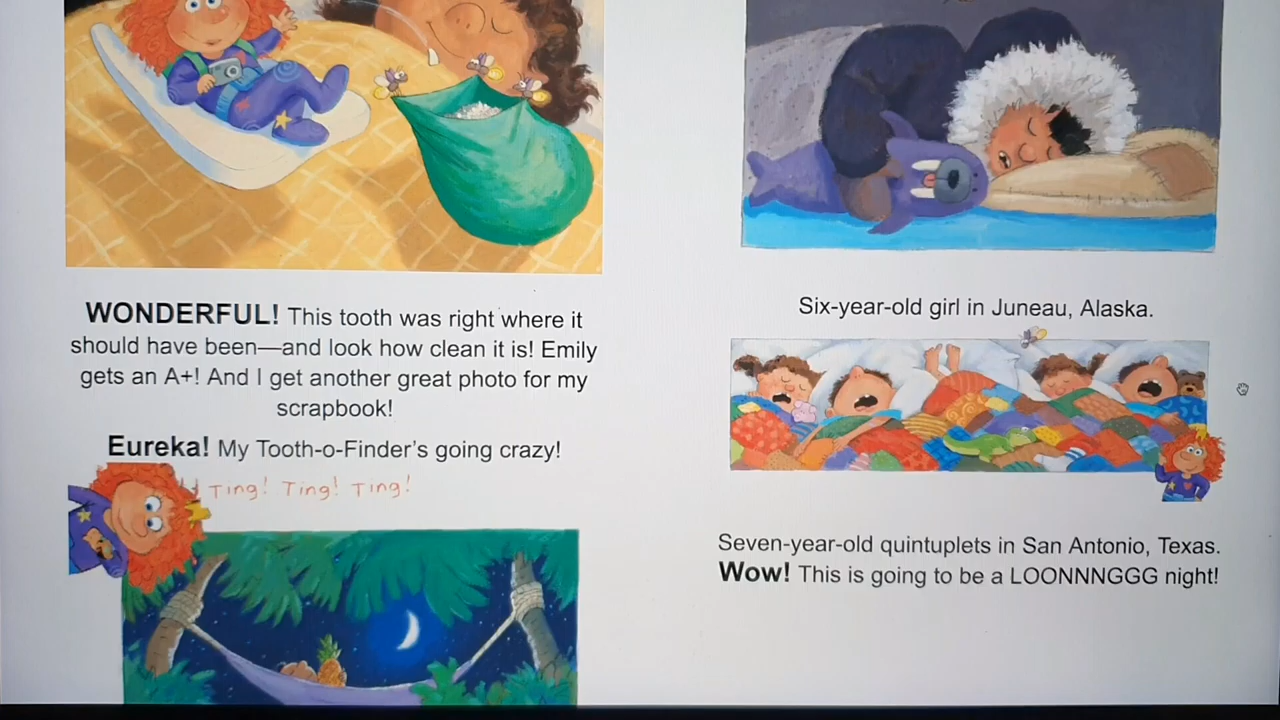 WONDERFUL! This tooth was right where it
should have been—and look how clean it is! Emily
gets an A+! And I get another great photo for my
scrapbook!
Eureka! My Tooth-o-Finder's going crazy!
Ting! Ting! Ting!
Six-year-old girl in Juneau, Alaska.
Seven-year-old quintuplets in San Antonio, Texas.
Wow! This is going to be a LOONNNGGG night!